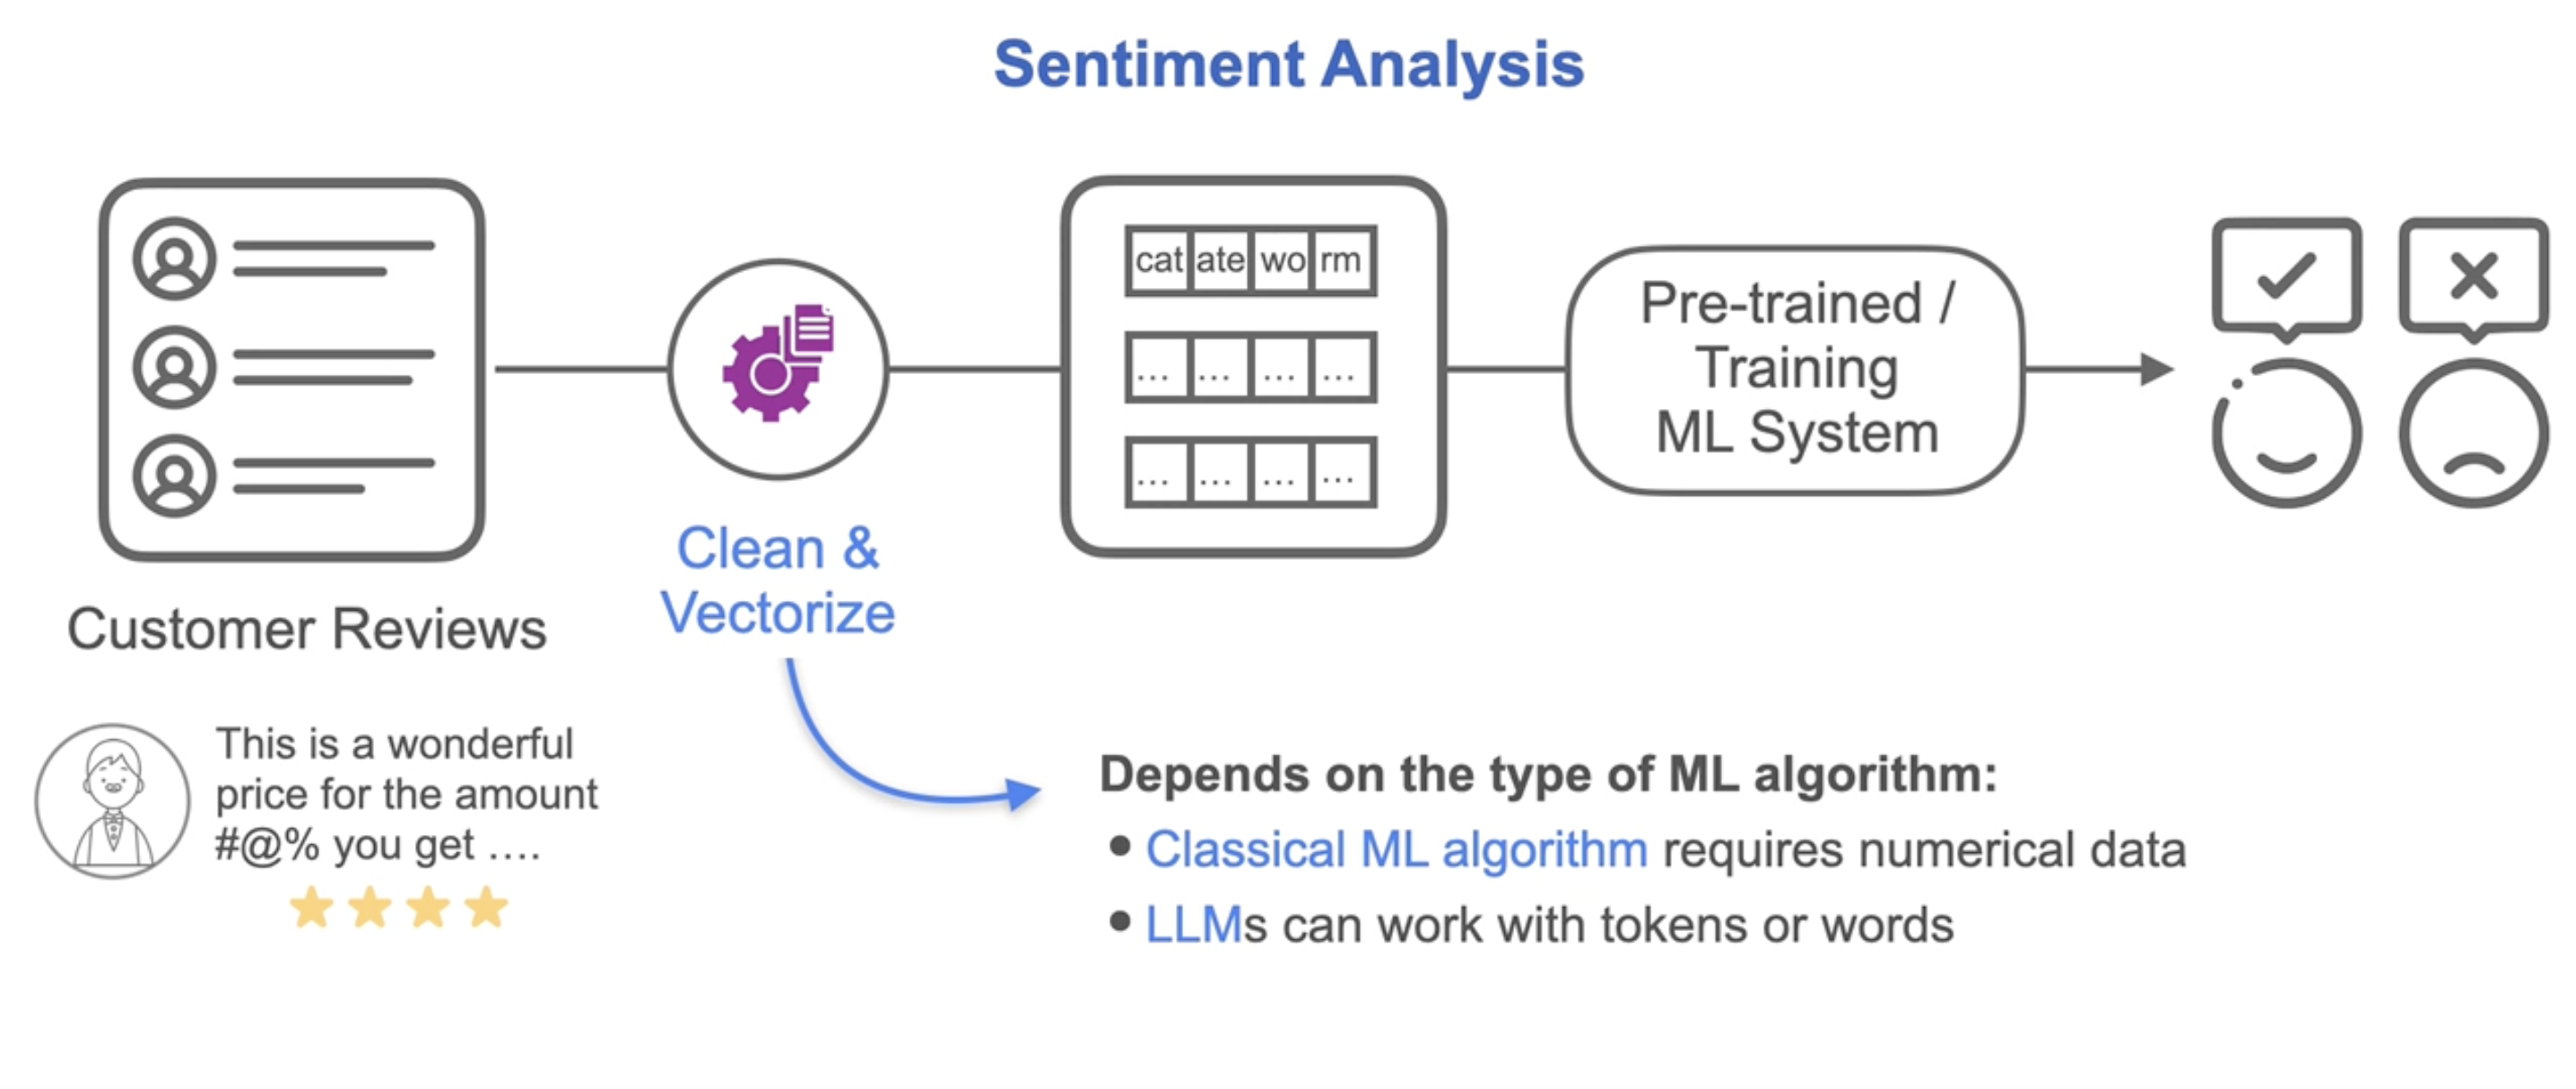 Sentiment Analysis
cat ate wo rm
... ... ... ...
... ... ... ...
Pre-trained /
Training
ML System
Clean &
Vectorize
Customer Reviews
This is a wonderful
price for the amount
#@% you get ....
Depends on the type of ML algorithm:
• Classical ML algorithm requires numerical data
• LLMs can work with tokens or words